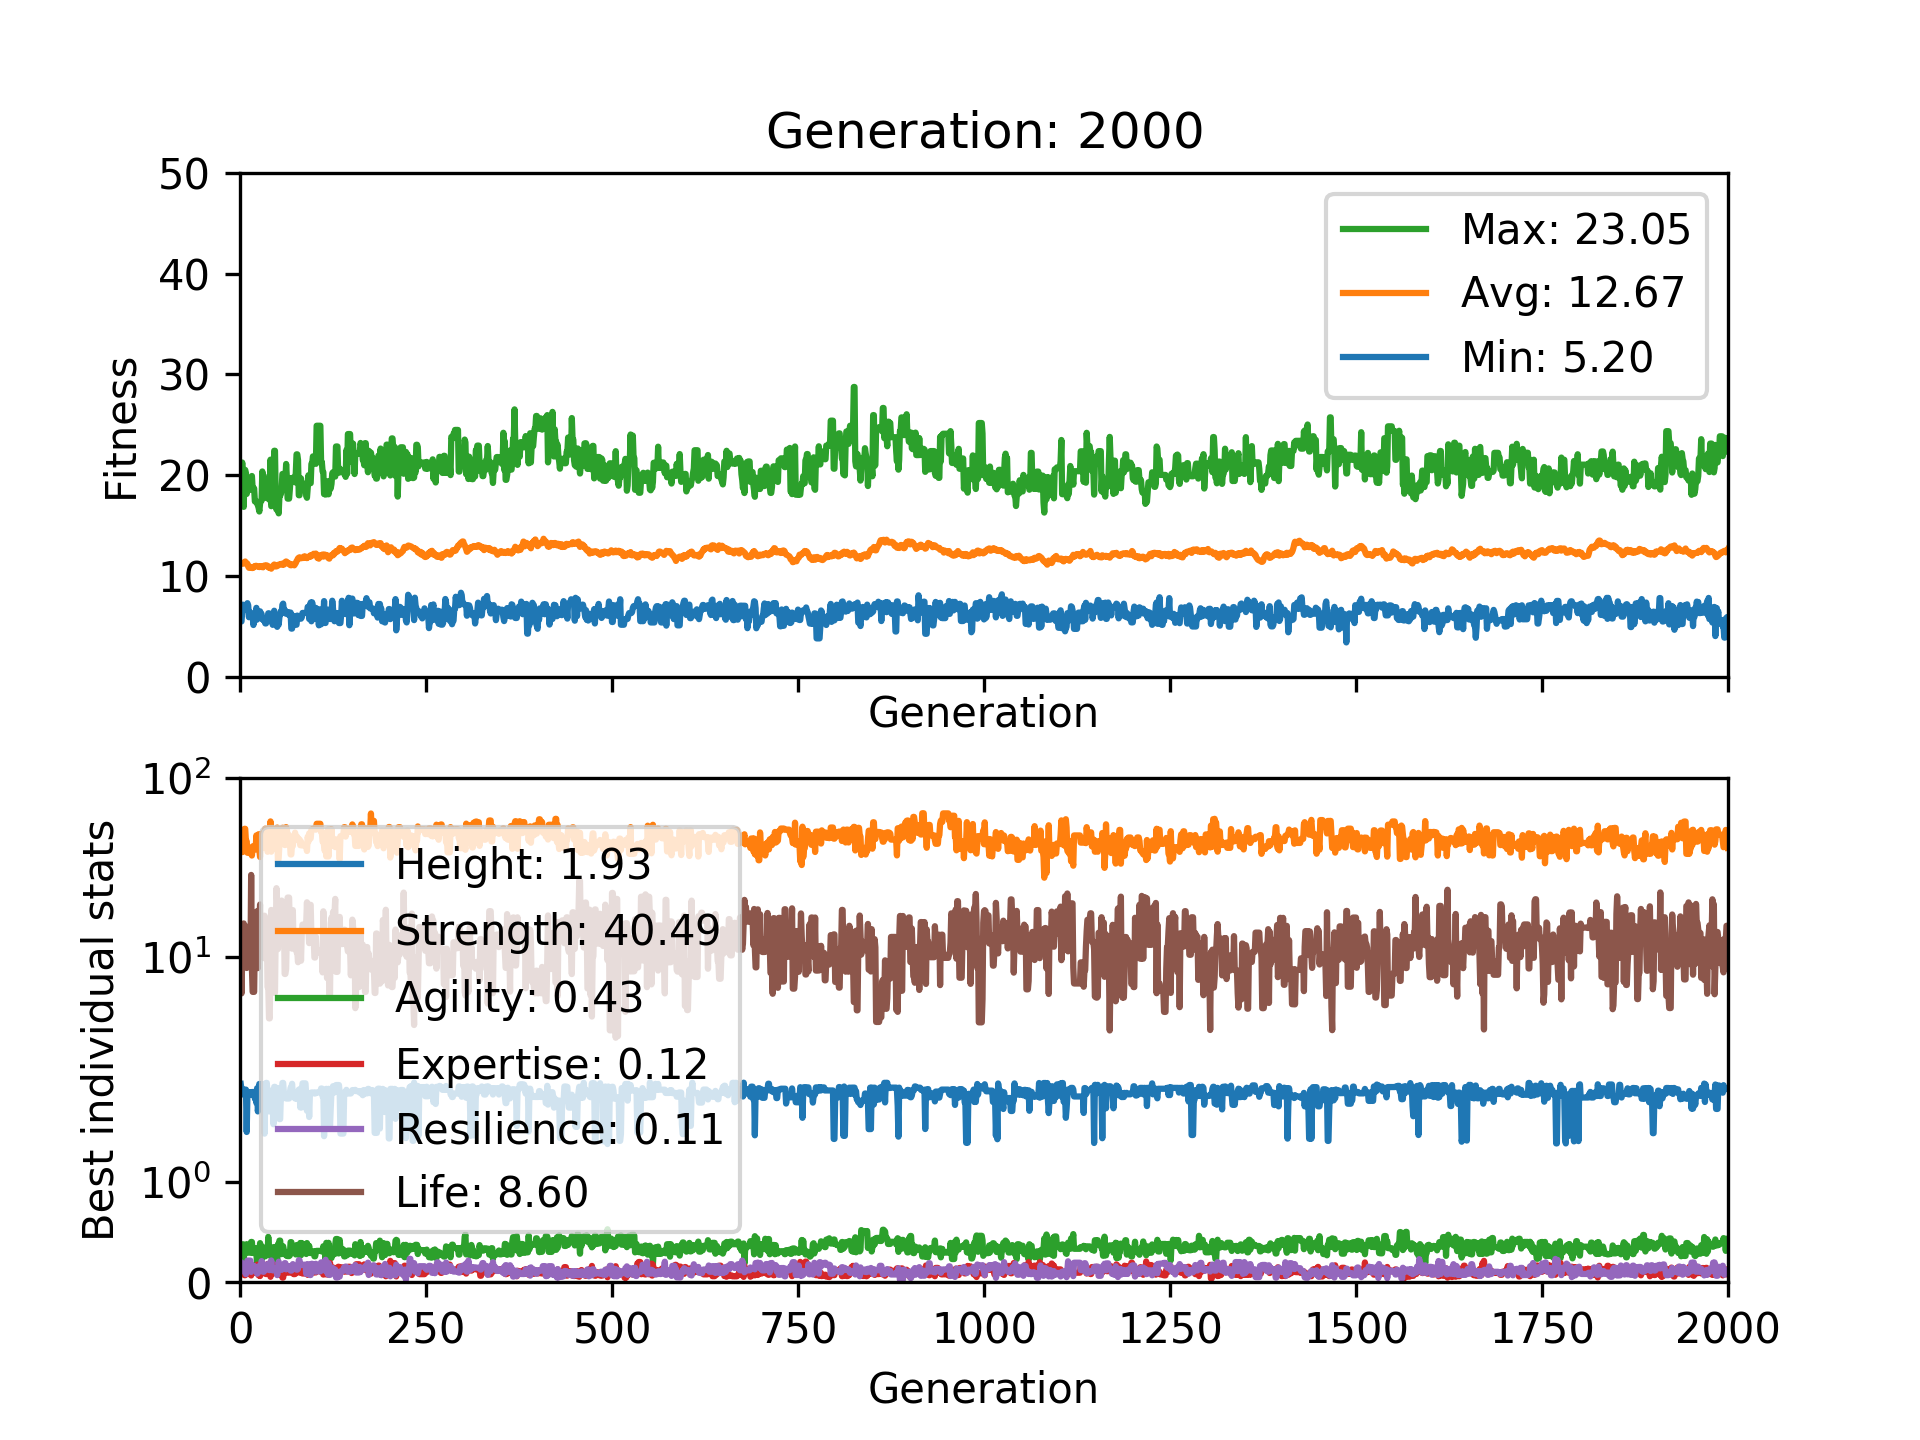 Generation: 2000
Fitness
50
40
30
20
10
0
Max: 23.05
Avg: 12.67
Min: 5.20
Generation
Best individual stats
10²
10¹
10⁰
0
Height: 1.93
Strength: 40.49
Agility: 0.43
Expertise: 0.12
Resilience: 0.11
Life: 8.60
0 250 500 750 1000 1250 1500 1750 2000
Generation